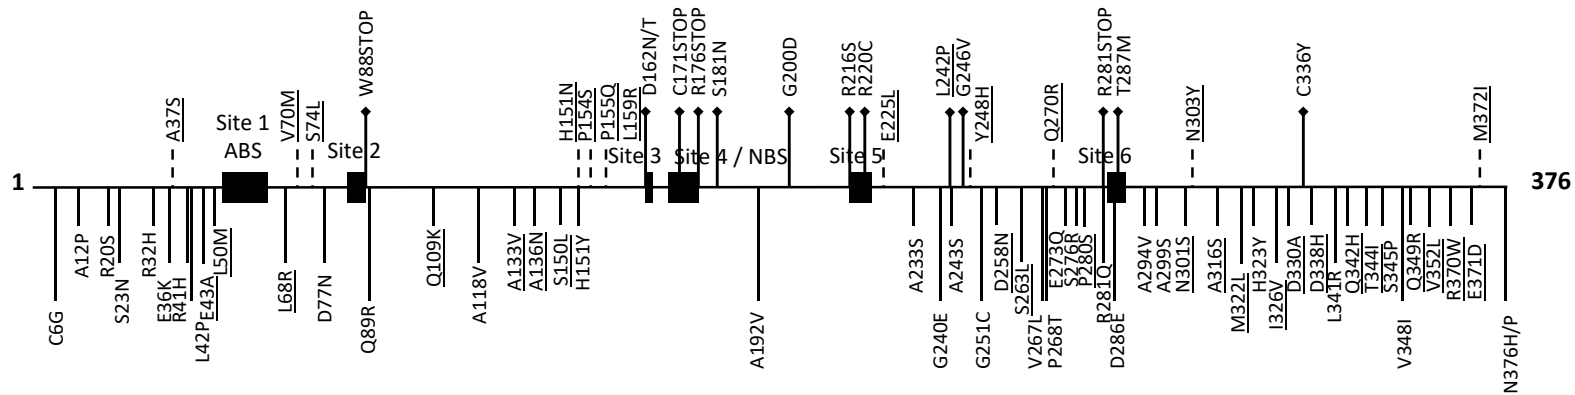 A37S
Site 1
ABS
V70M
S74L
Site 2
W88STOP
H151N
P154S
P155Q
L159R
Site 3
D162N/T
C171STOP
R176STOP
S181N
Site 4 / NBS
G200D
R216S
R220C
Site 5
E225L
L242P
G246V
Y248H
Q270R
R281STOP
T287M
Site 6
N303Y
C336Y
M372I
1
376
C6G
A12P
R20S
S23N
R32H
E36K
R41H
L42P
E43A
L50M
L68R
D77N
Q89R
Q109K
A118V
A133V
A136N
S150L
H151Y
A192V
A233S
G240E
A243S
G251C
D258N
S263L
V267L
P268T
E273Q
S276R
P280S
R281Q
D286E
A294V
A299S
N301S
A316S
M322L
H323Y
I326V
D330A
D338H
L341R
Q342H
T344I
S345P
V348I
Q349R
V352L
R370W
E371D
N376H/P